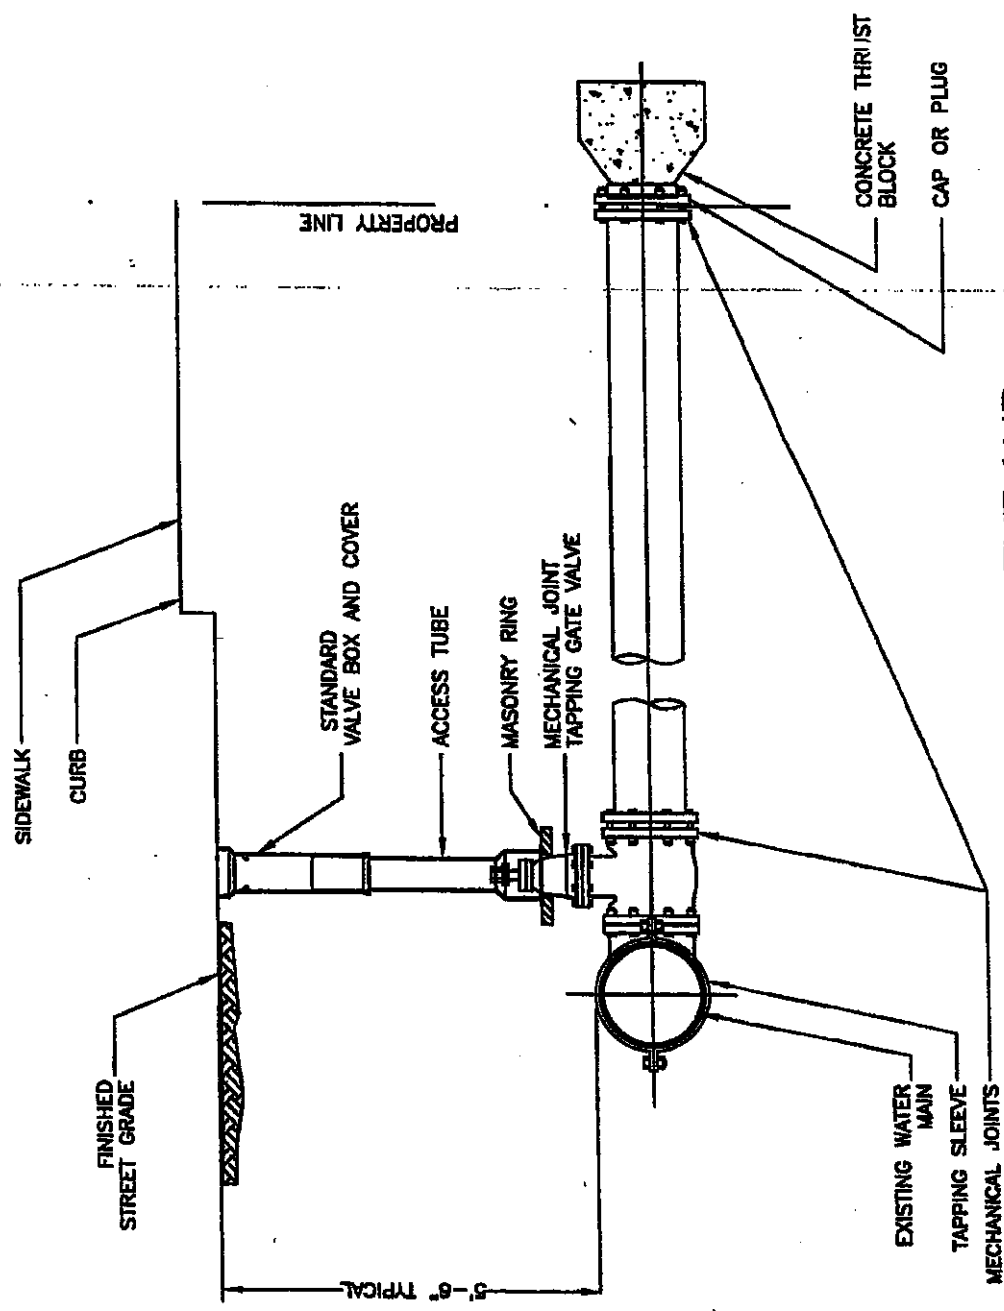 SIDEWALK
CURB
FINISHED
STREET GRADE
STANDARD
VALVE BOX AND COVER
ACCESS TUBE
MASONRY RING
MECHANICAL JOINT
TAPPING GATE VALVE
PROPERTY LINE
5'-6" TYPICAL
CONCRETE THRUST
BLOCK
CAP OR PLUG
EXISTING WATER
MAIN
TAPPING SLEEVE
MECHANICAL JOINTS